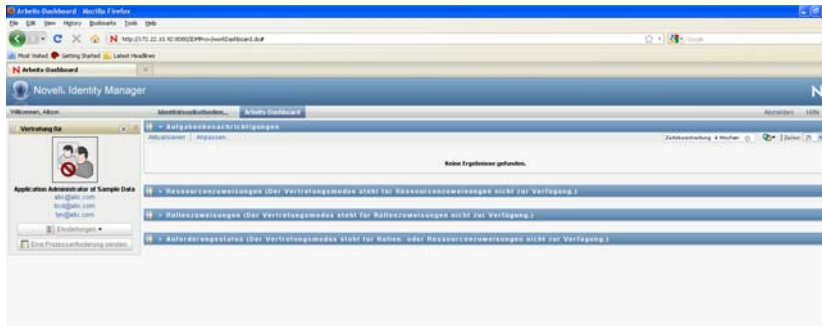 Arbeits-Dashboard - Mozilla Firefox
File Edit View History Bookmarks Tools Help
Google
Most Visited Getting Started Latest Headlines
Arbeits-Dashboard
Novell. Identity Manager
Willkommen, Allison
Arbeits-Dashboard
Abmelden Hilfe
Vertretung für
Aufgabenbenachrichtigungen
Aktualisieren | Anpassen...
Zeilen 25
Keine Ergebnisse gefunden.
Application Administrator of Sample Data
abc@abc.com
bcd@abc.com
Ressourcenzuweisungen (Der Vertretungsmodus steht für Ressourcenzuweisungen nicht zur Verfügung.)
Rollenzuweisungen (Der Vertretungsmodus steht für Rollenzuweisungen nicht zur Verfügung.)
Anforderungsstatus (Der Vertretungsmodus steht für Rollen- oder Ressourcenzuweisungen nicht zur Verfügung.)
Einstellungen
Eine Prozessanforderung senden